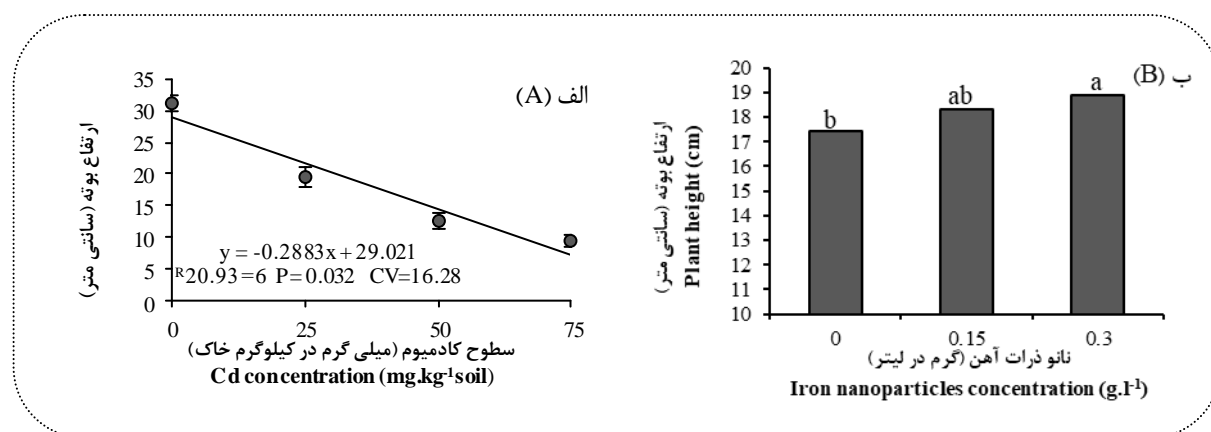 الف (A)
ارتفاع بوته (سانتی متر)
35
30
25
20
15
10
5
0
y = -0.2883x + 29.021
R20.93=6 P=0.032 CV=16.28
0 25 50 75
سطوح کادمیوم (میلی گرم در کیلوگرم خاک)
Cd concentration (mg.kg-1soil)
ب (B)
ارتفاع بوته (سانتی متر)
Plant height (cm)
20
19
18
17
16
15
14
13
12
11
10
b ab a
0 0.15 0.3
نانو ذرات آهن (گرم در لیتر)
Iron nanoparticles concentration (g.l-1)